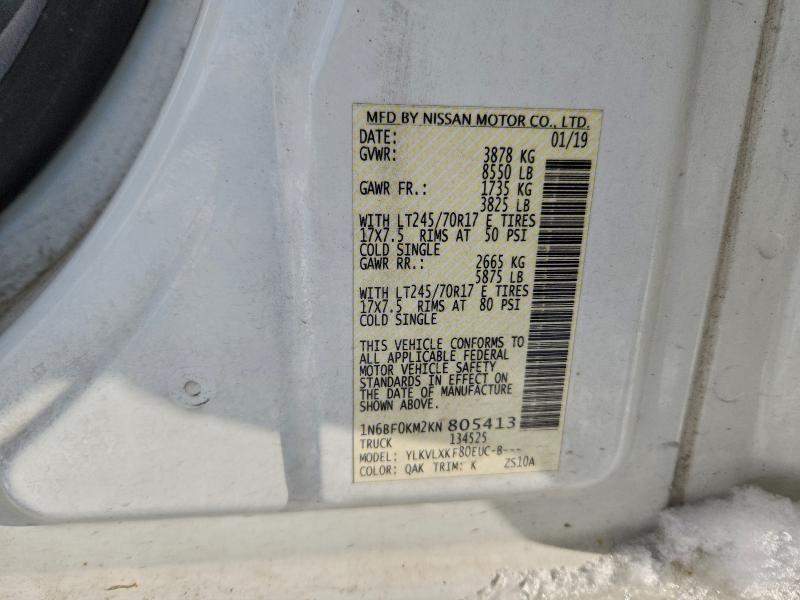 MFD BY NISSAN MOTOR CO., LTD.
DATE: 01/19
GVWR: 3878 KG
8550 LB
GAWR FR.: 1735 KG
3825 LB
WITH LT245/70R17 E TIRES
17X7.5 RIMS AT 50 PSI
COLD SINGLE
GAWR RR.: 2665 KG
5875 LB
WITH LT245/70R17 E TIRES
17X7.5 RIMS AT 80 PSI
COLD SINGLE
THIS VEHICLE CONFORMS TO
ALL APPLICABLE FEDERAL
MOTOR VEHICLE SAFETY
STANDARDS IN EFFECT ON
THE DATE OF MANUFACTURE
SHOWN ABOVE.
1N6BF0KM2KN 805413
TRUCK 134525
MODEL: YLKVLXKF80EUC-B---
COLOR: QAK TRIM: K ZS10A